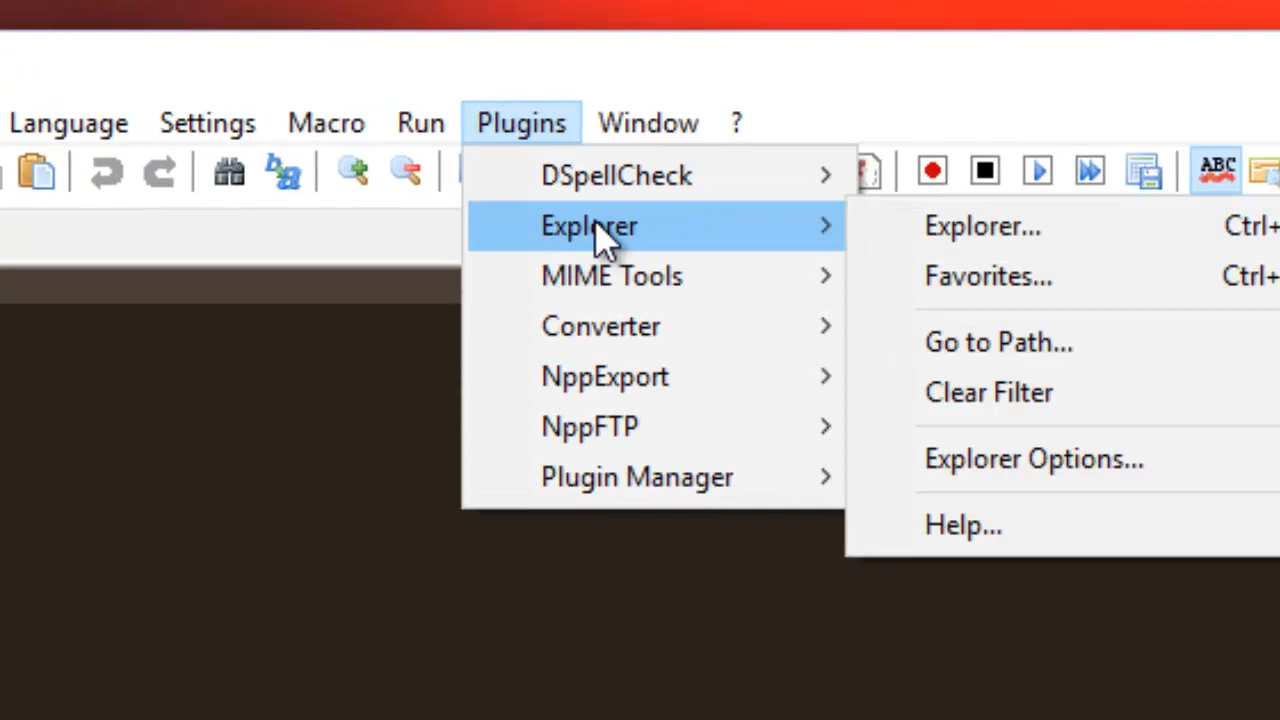 Language Settings Macro Run Plugins Window ?
ABC
DSpellCheck
Explorer
MIME Tools
Converter
NppExport
NppFTP
Plugin Manager
Explorer... Ctrl+
Favorites... Ctrl+
Go to Path...
Clear Filter
Explorer Options...
Help...